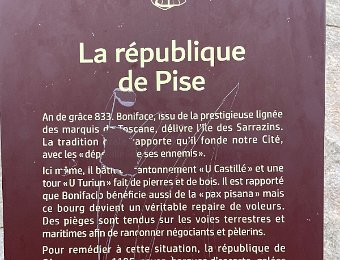 La république
de Pise
An de grâce 833. Boniface, issu de la prestigieuse lignée
des marquis de Toscane, délivre l'île des Sarrazins.
La tradition rapporte qu'il fonde notre Cité,
avec les « de ses ennemis ».
Ici même, il bâtit cantonnement « U Castillé » et une
tour « U Turiun » fait de pierres et de bois. Il est rapporté
que Bonifacio bénéficie aussi de la « pax pisana » mais
ce bourg devient un véritable repaire de voleurs.
Des pièges sont tendus sur les voies terrestres et
maritimes afin de rançonner négociants et pèlerins.
Pour remédier à cette situation, la république de